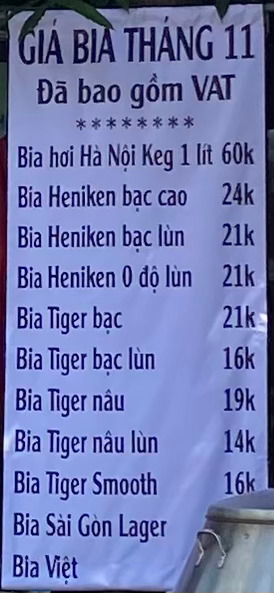 GIÁ BIA THÁNG 11
Đã bao gồm VAT
********
Bia hơi Hà Nội Keg 1 lít 60k
Bia Heniken bạc cao 24k
Bia Heniken bạc lùn 21k
Bia Heniken 0 độ lùn 21k
Bia Tiger bạc 21k
Bia Tiger bạc lùn 16k
Bia Tiger nâu 19k
Bia Tiger nâu lùn 14k
Bia Tiger Smooth 16k
Bia Sài Gòn Lager
Bia Việt